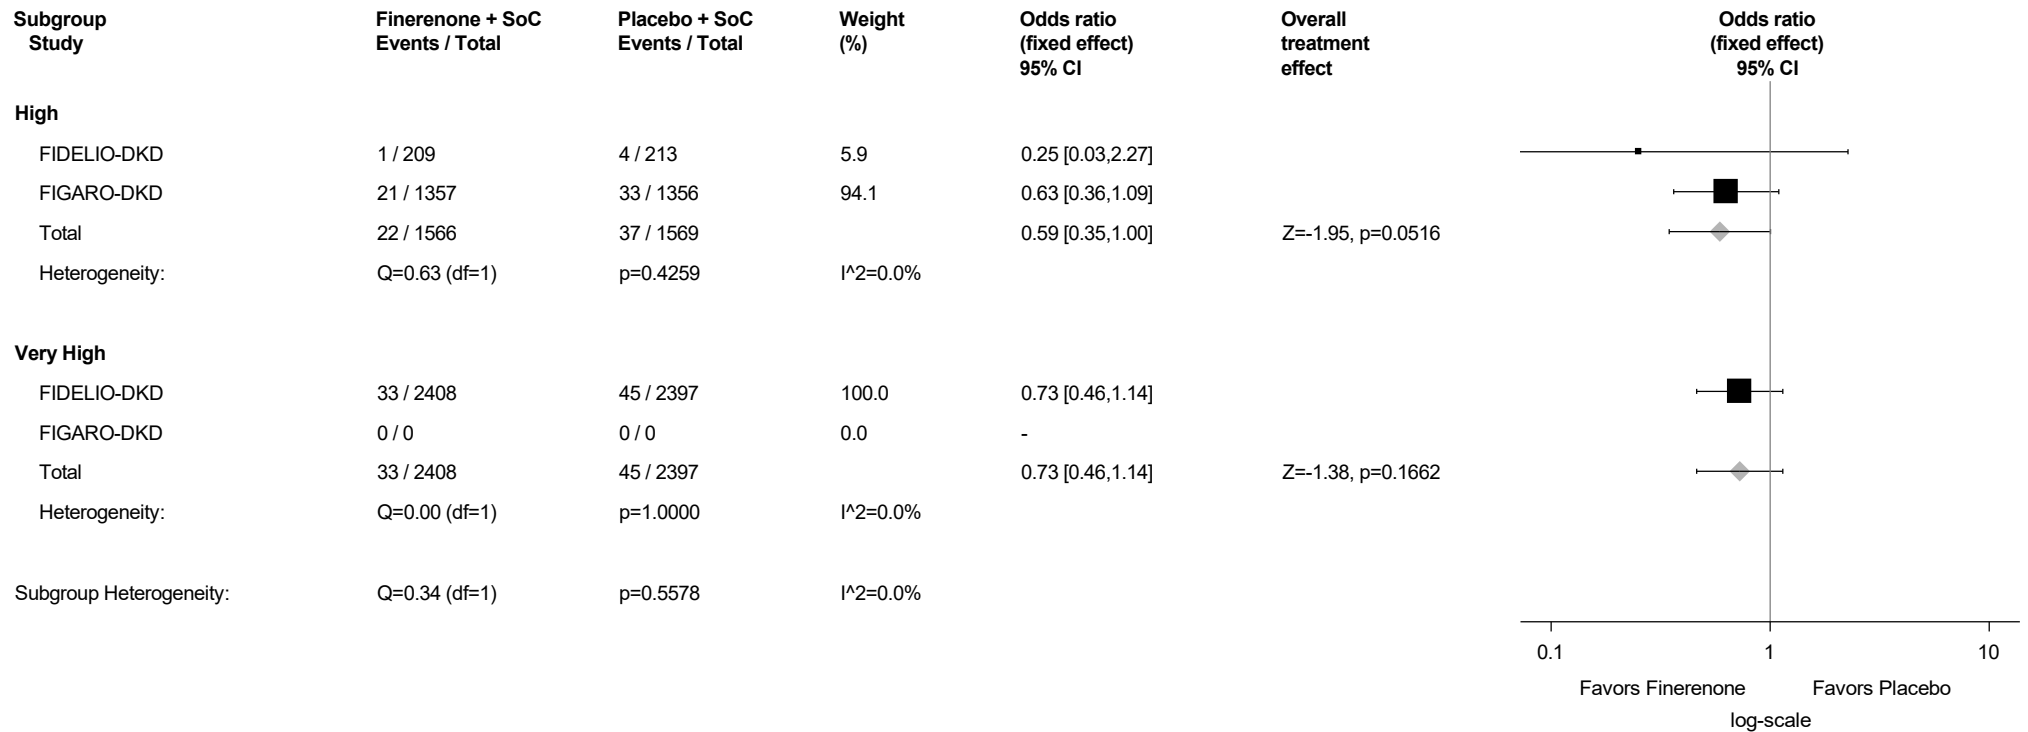 Subgroup Finerenone + SoC Placebo + SoC Weight Odds ratio Overall Odds ratio
Study Events / Total Events / Total (%) (fixed effect) treatment (fixed effect)
95% CI effect 95% CI
High
FIDELIO-DKD 1 / 209 4 / 213 5.9 0.25 [0.03,2.27]
FIGARO-DKD 21 / 1357 33 / 1356 94.1 0.63 [0.36,1.09]
Total 22 / 1566 37 / 1569 0.59 [0.35,1.00] Z=-1.95, p=0.0516
Heterogeneity: Q=0.63 (df=1) p=0.4259 I^2=0.0%
Very High
FIDELIO-DKD 33 / 2408 45 / 2397 100.0 0.73 [0.46,1.14]
FIGARO-DKD 0 / 0 0 / 0 0.0 -
Total 33 / 2408 45 / 2397 0.73 [0.46,1.14] Z=-1.38, p=0.1662
Heterogeneity: Q=0.00 (df=1) p=1.0000 I^2=0.0%
Subgroup Heterogeneity: Q=0.34 (df=1) p=0.5578 I^2=0.0%
0.1 1 10
Favors Finerenone Favors Placebo
log-scale